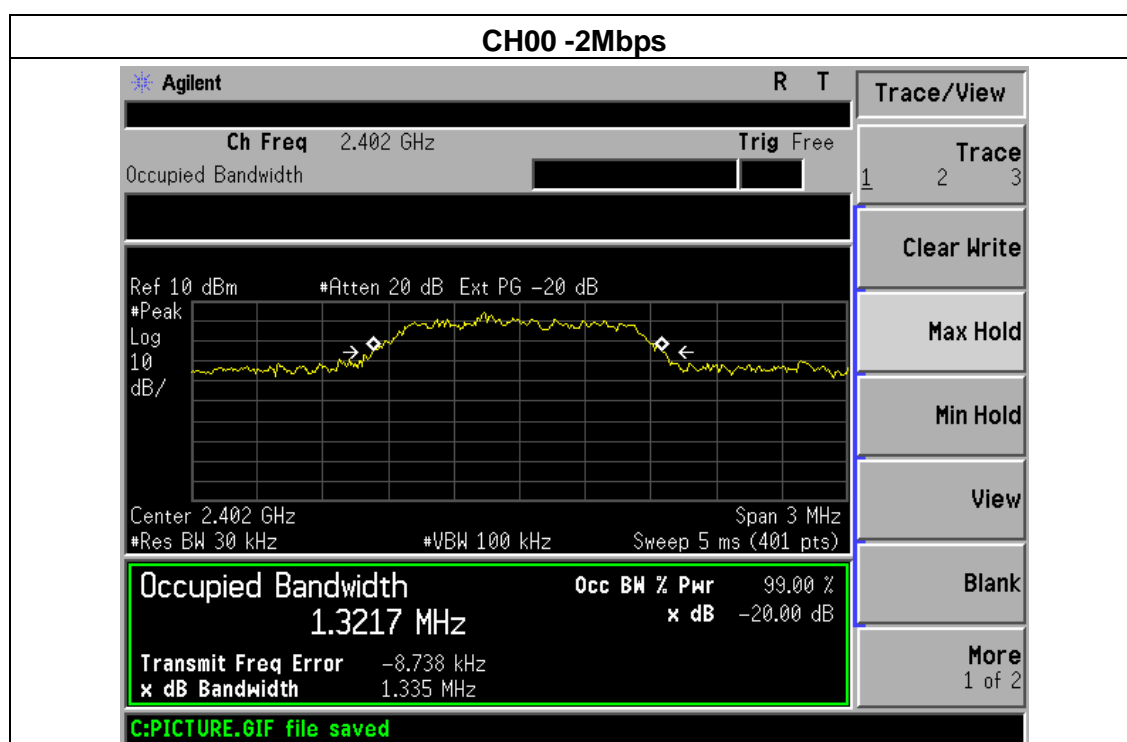 CH00 -2Mbps
Agilent R T
Trace/View
Ch Freq 2.402 GHz Trig Free
Occupied Bandwidth
Trace
1 2 3
Clear Write
Ref 10 dBm #Atten 20 dB Ext PG -20 dB
#Peak
Log
10
dB/
Max Hold
Min Hold
View
Center 2.402 GHz Span 3 MHz
#Res BW 30 kHz #VBW 100 kHz Sweep 5 ms (401 pts)
Occupied Bandwidth Occ BW % Pwr 99.00 %
1.3217 MHz x dB -20.00 dB
Blank
Transmit Freq Error -8.738 kHz
x dB Bandwidth 1.335 MHz
More
1 of 2
C:PICTURE.GIF file saved